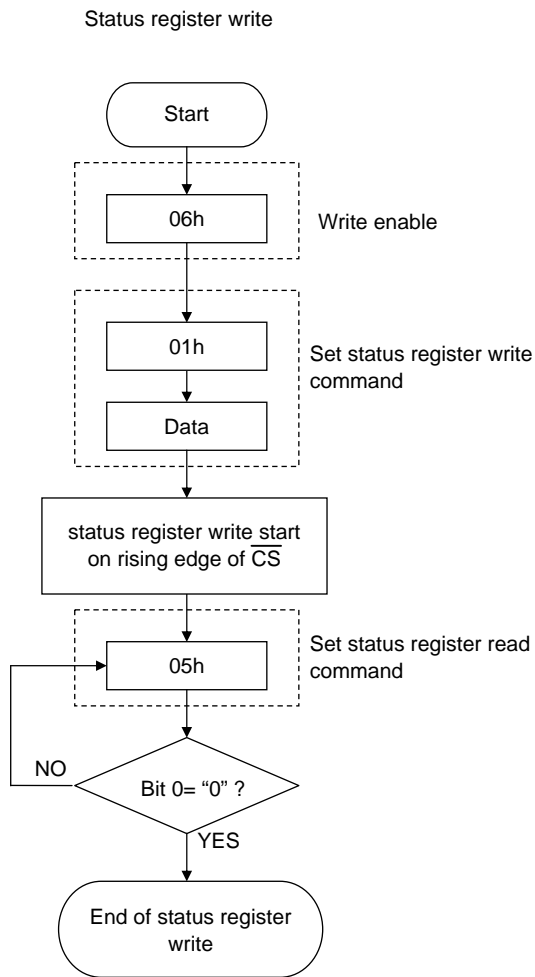 Status register write
Start
06h
Write enable
01h
Set status register write
command
Data
status register write start
on rising edge of C̅S̅
05h
Set status register read
command
NO
Bit 0= “0” ?
YES
End of status register
write